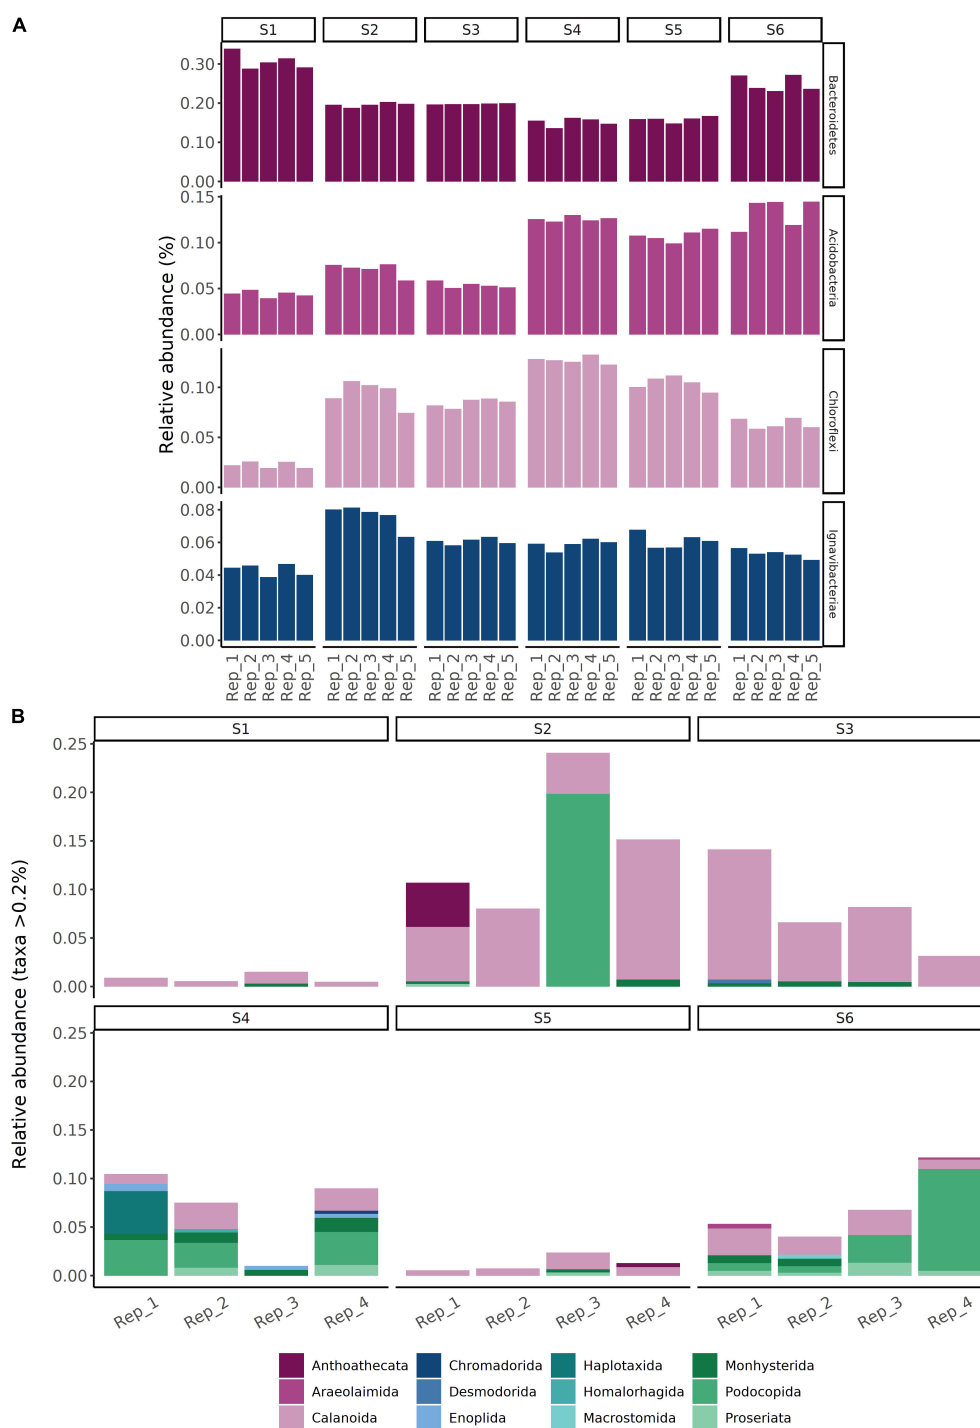 A
S1 S2 S3 S4 S5 S6
Relative abundance (%)
0.30
0.20
0.10
0.00
Bacteroidetes
0.15
0.10
0.05
0.00
Acidobacteria
0.10
0.05
0.00
Chloroflexi
0.08
0.06
0.04
0.02
0.00
Ignavibacteriae
Rep_1 Rep_2 Rep_3 Rep_4 Rep_5 Rep_1 Rep_2 Rep_3 Rep_4 Rep_5 Rep_1 Rep_2 Rep_3 Rep_4 Rep_5 Rep_1 Rep_2 Rep_3 Rep_4 Rep_5 Rep_1 Rep_2 Rep_3 Rep_4 Rep_5 Rep_1 Rep_2 Rep_3 Rep_4 Rep_5
B
S1 S2 S3
Relative abundance (taxa >0.2%)
0.25
0.20
0.15
0.10
0.05
0.00
S4 S5 S6
0.25
0.20
0.15
0.10
0.05
0.00
Rep_1 Rep_2 Rep_3 Rep_4 Rep_1 Rep_2 Rep_3 Rep_4 Rep_1 Rep_2 Rep_3 Rep_4
Anthoathecata Chromadorida Haplotaxida Monhysterida
Araeolaimida Desmodorida Homalorhagida Podocopida
Calanoida Enoplida Macrostomida Proseriata